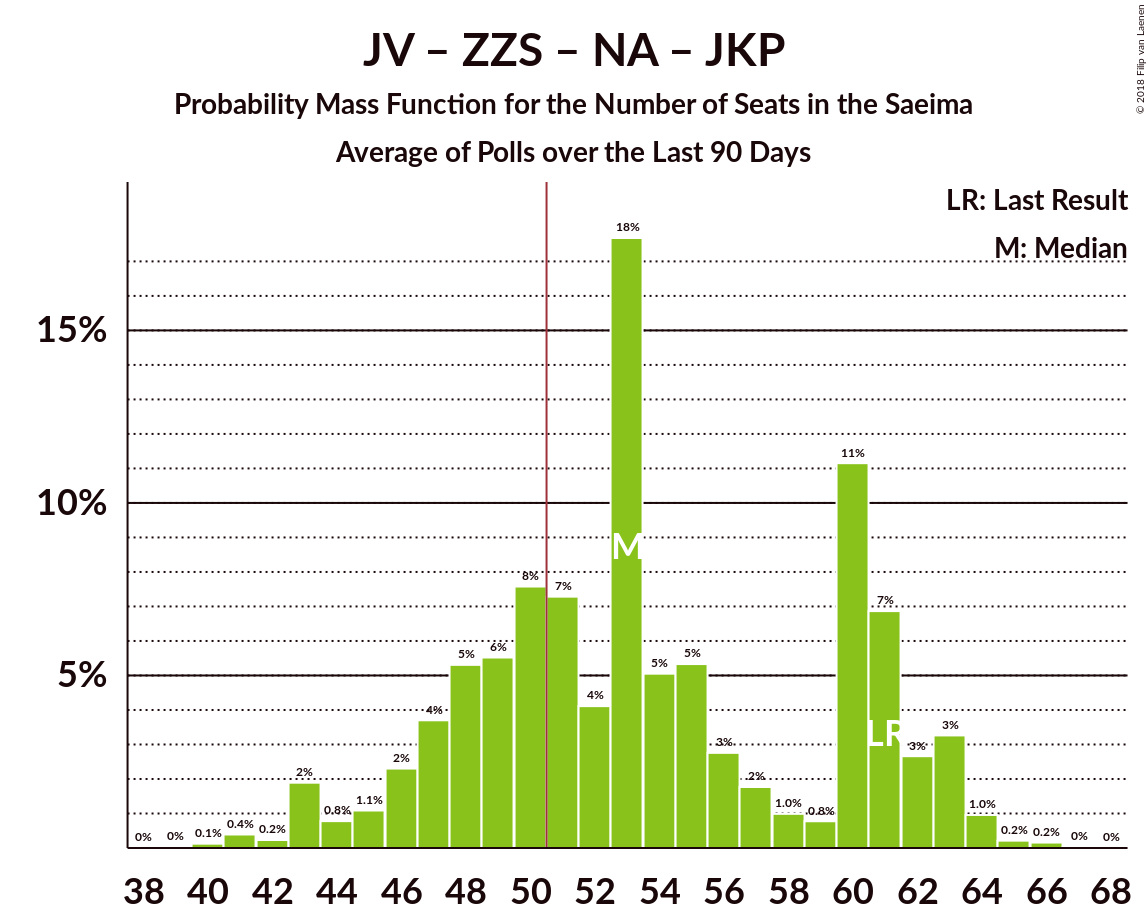 JV – ZZS – NA – JKP
Probability Mass Function for the Number of Seats in the Saeima
Average of Polls over the Last 90 Days
© 2018 Filip van Laenen
LR: Last Result
M: Median
15%
10%
5%
0% 0% 0.1% 0.4% 0.2% 2% 0.8% 1.1% 2% 4% 5% 6% 8% 7% 4% 18% 5% 5% 3% 2% 1.0% 0.8% 11% 7% 3% 3% 1.0% 0.2% 0.2% 0% 0%
M
LR
38 40 42 44 46 48 50 52 54 56 58 60 62 64 66 68